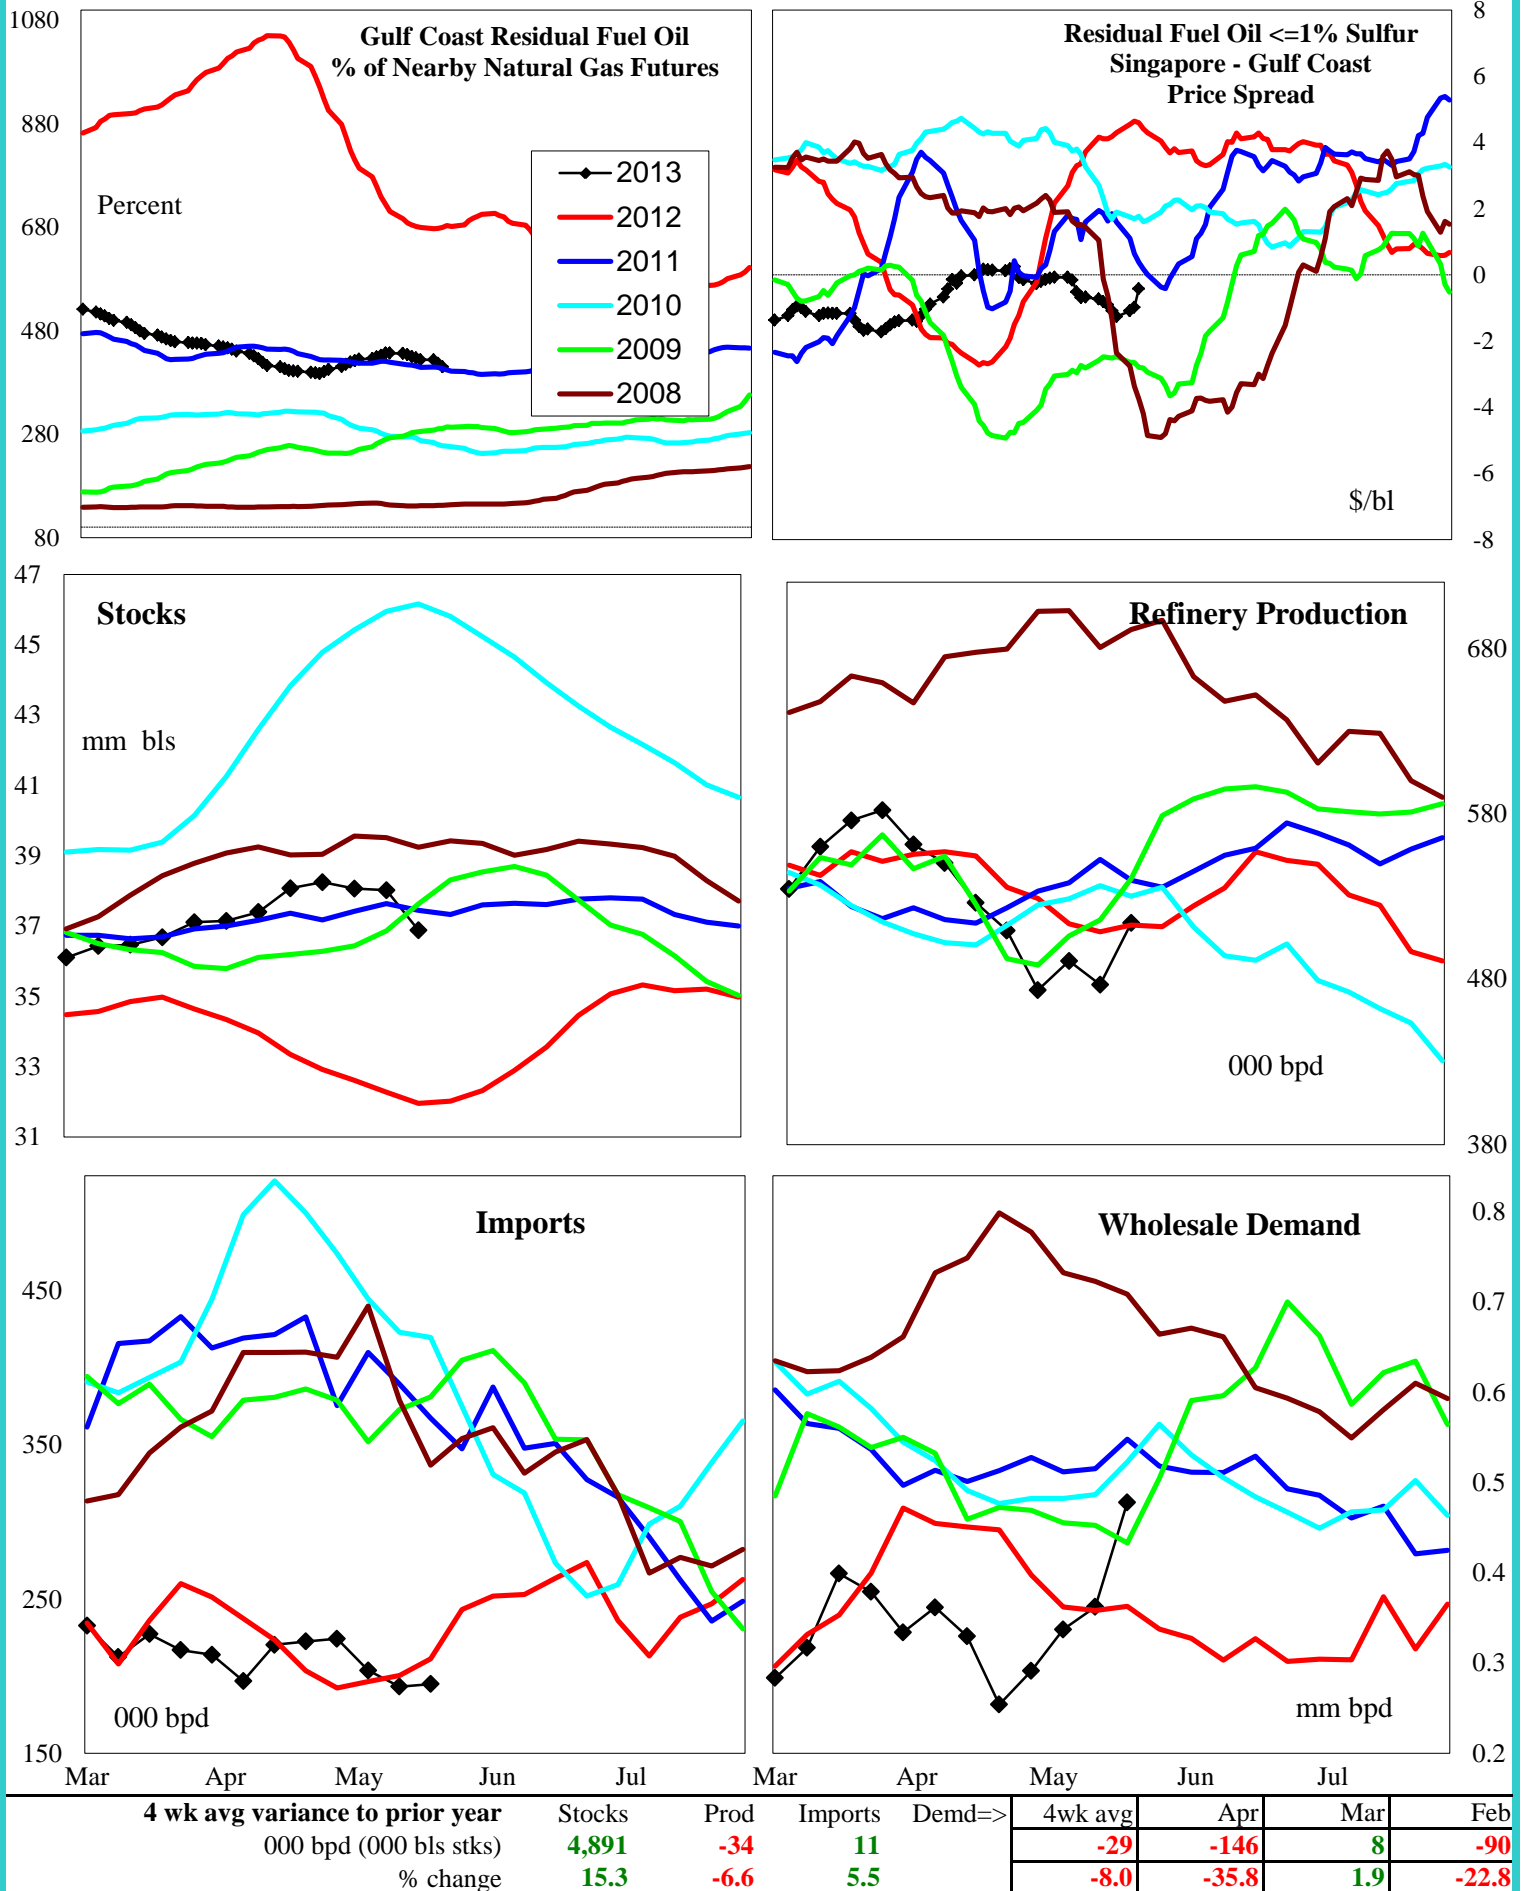 Gulf Coast Residual Fuel Oil
% of Nearby Natural Gas Futures
Percent
1080
880
680
480
280
80
2013
2012
2011
2010
2009
2008
Residual Fuel Oil <=1% Sulfur
Singapore - Gulf Coast
Price Spread
8
6
4
2
0
-2
-4
-6
-8
$/bl
Stocks
mm bls
47
45
43
41
39
37
35
33
31
Refinery Production
680
580
480
380
000 bpd
Imports
450
350
250
150
000 bpd
Mar Apr May Jun Jul
Wholesale Demand
0.8
0.7
0.6
0.5
0.4
0.3
0.2
mm bpd
Mar Apr May Jun Jul
4 wk avg variance to prior year Stocks Prod Imports Demd=> 4wk avg Apr Mar Feb
000 bpd (000 bls stks) 4,891 -34 11 -29 -146 8 -90
% change 15.3 -6.6 5.5 -8.0 -35.8 1.9 -22.8